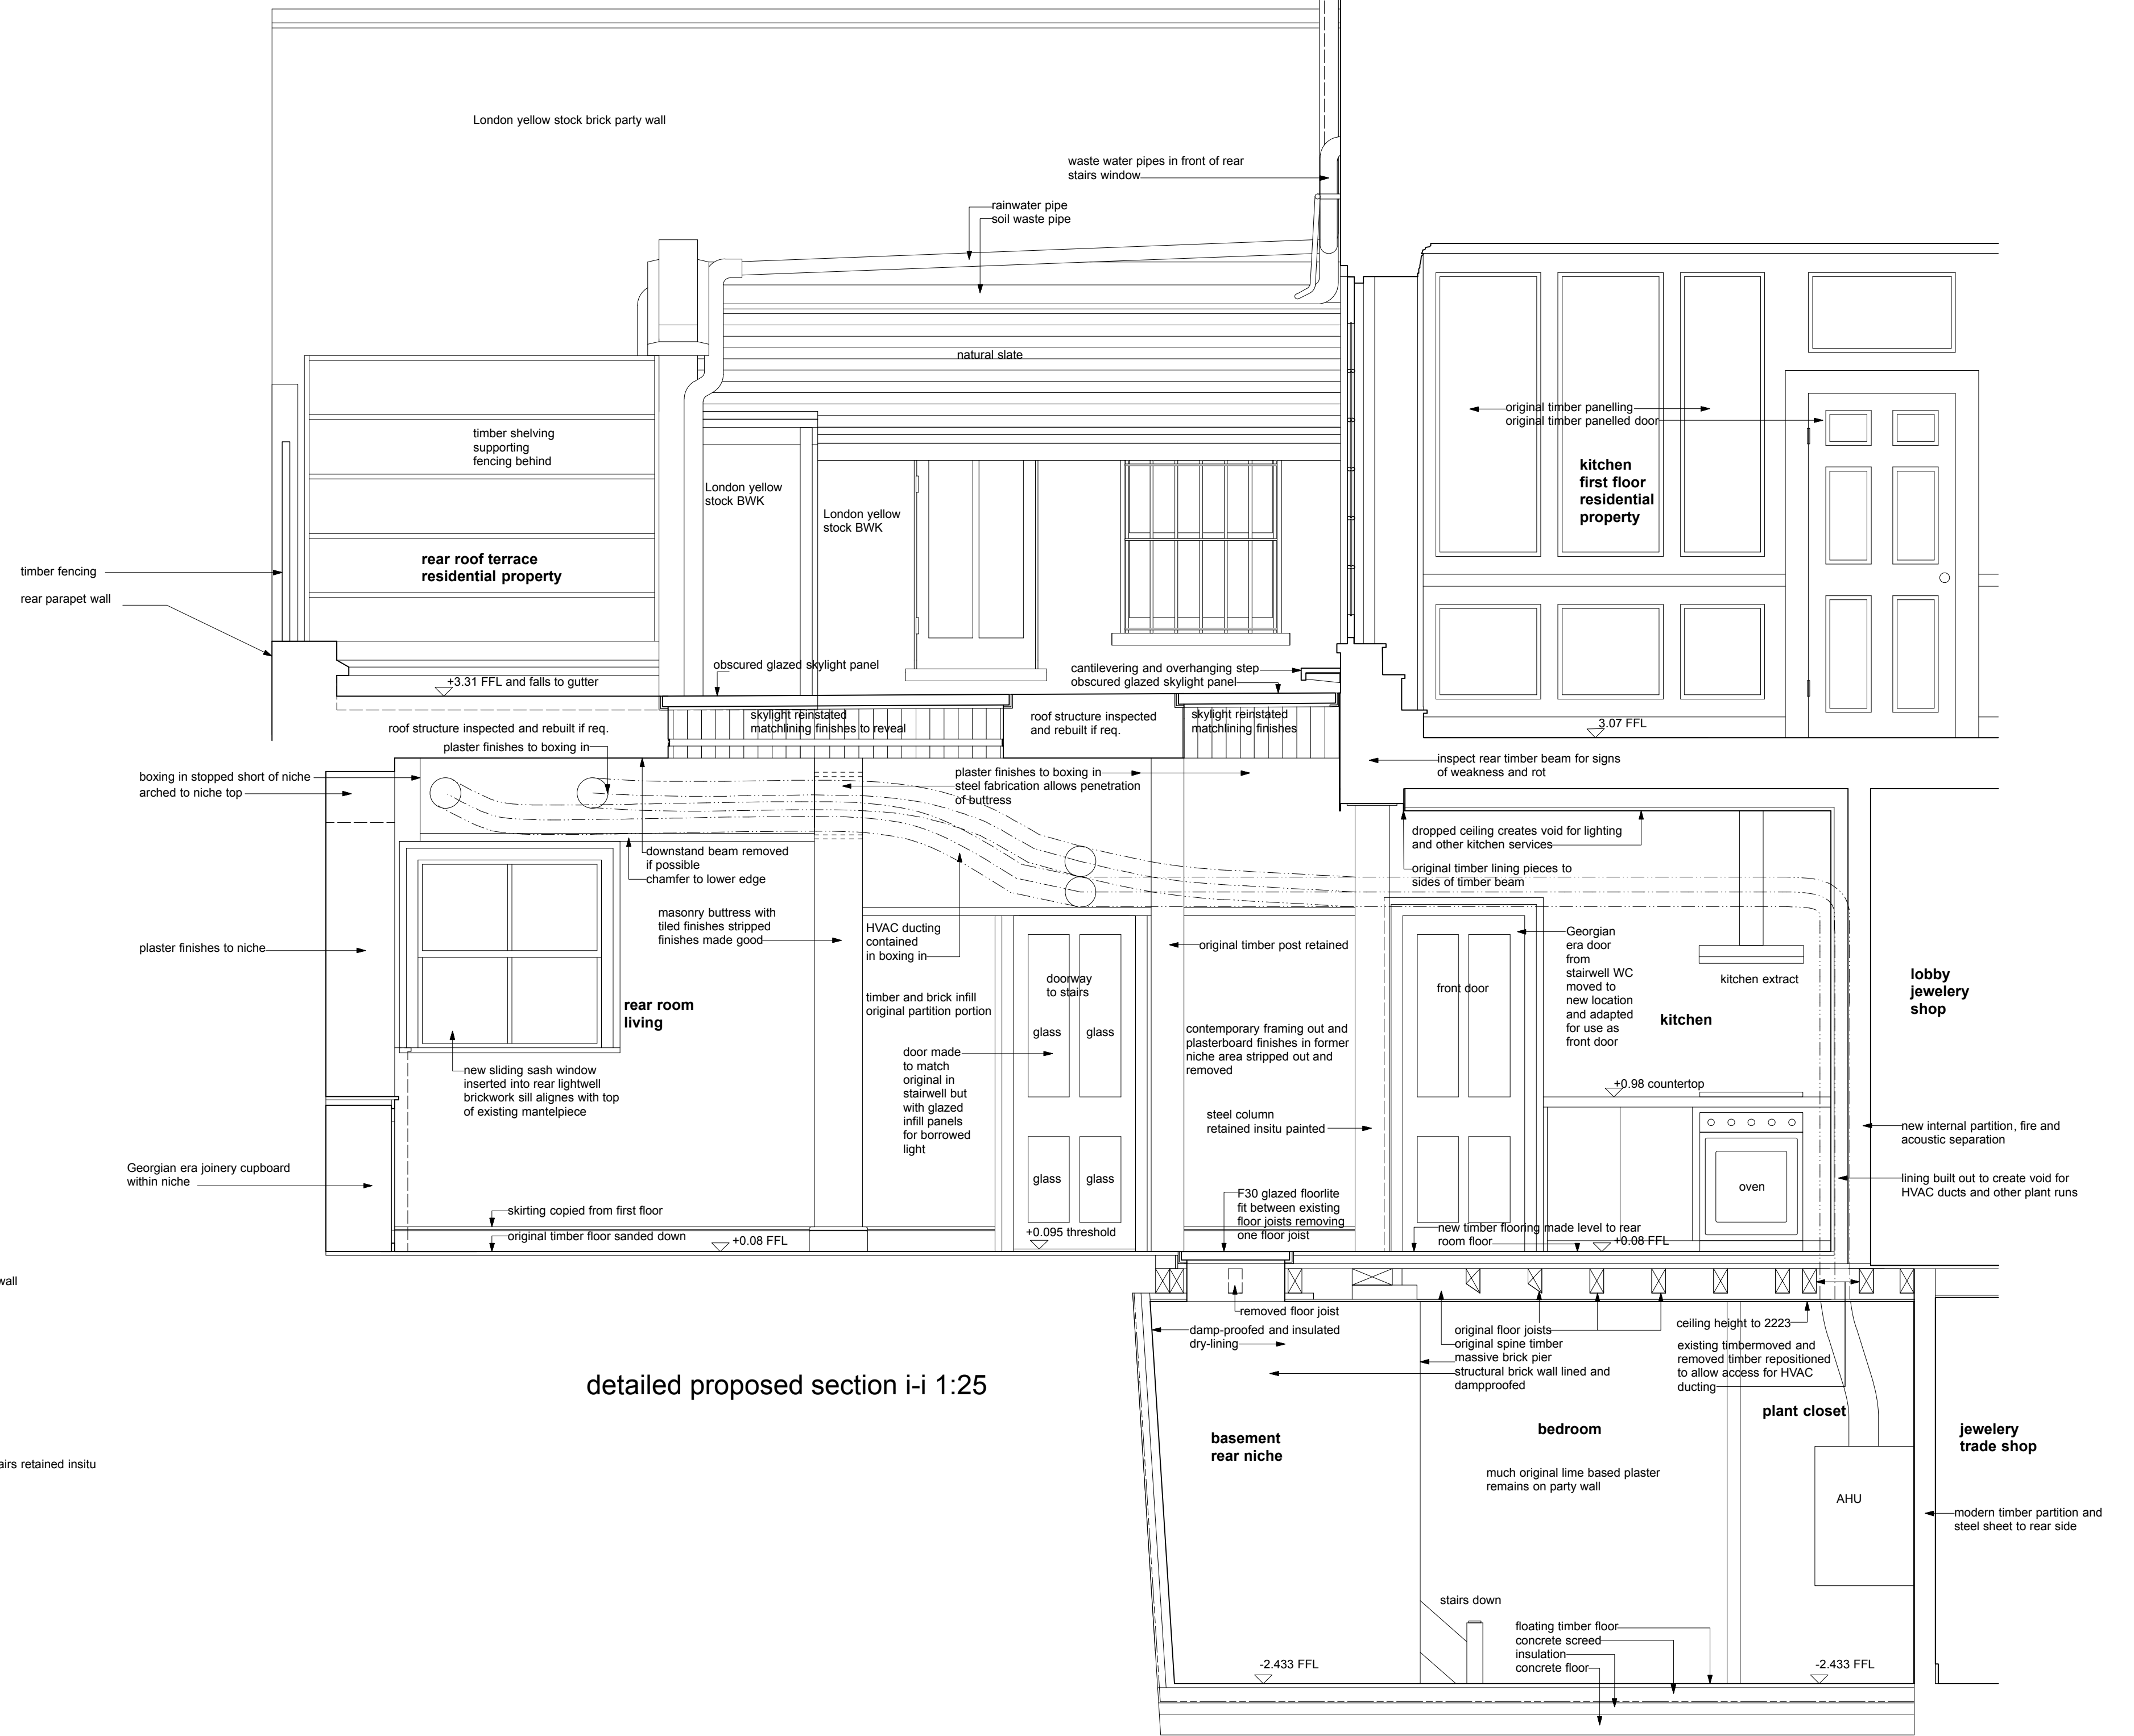 London yellow stock brick party wall
waste water pipes in front of rear
stairs window
rainwater pipe
soil waste pipe
natural slate
original timber panelling
original timber panelled door
timber shelving
supporting
fencing behind
kitchen
first floor
residential
property
London yellow
stock BWK
London yellow
stock BWK
rear roof terrace
residential property
timber fencing
rear parapet wall
obscured glazed skylight panel
cantilevering and overhanging step
obscured glazed skylight panel
+3.31 FFL and falls to gutter
skylight reinstated
matchlining finishes to reveal
roof structure inspected
and rebuilt if req.
skylight reinstated
matchlining finishes
3.07 FFL
roof structure inspected and rebuilt if req.
plaster finishes to boxing in
inspect rear timber beam for signs
of weakness and rot
boxing in stopped short of niche
arched to niche top
plaster finishes to boxing in
steel fabrication allows penetration
of buttress
dropped ceiling creates void for lighting
and other kitchen services
downstand beam removed
if possible
chamfer to lower edge
original timber lining pieces to
sides of timber beam
masonry buttress with
tiled finishes stripped
finishes made good
HVAC ducting
contained
in boxing in
original timber post retained
Georgian
era door
from
stairwell WC
moved to
new location
and adapted
for use as
front door
plaster finishes to niche
doorway
to stairs
front door
kitchen extract
lobby
jewelery
shop
rear room
living
timber and brick infill
original partition portion
kitchen
glass
glass
contemporary framing out and
plasterboard finishes in former
niche area stripped out and
removed
door made
to match
original in
stairwell but
with glazed
infill panels
for borrowed
light
new sliding sash window
inserted into rear lightwell
brickwork sill alignes with top
of existing mantelpiece
+0.98 countertop
steel column
retained insitu painted
new internal partition, fire and
acoustic separation
Georgian era joinery cupboard
within niche
glass
glass
oven
lining built out to create void for
HVAC ducts and other plant runs
F30 glazed floorlite
fit between existing
floor joists removing
one floor joist
skirting copied from first floor
original timber floor sanded down
+0.08 FFL
+0.095 threshold
new timber flooring made level to rear
room floor
+0.08 FFL
wall
removed floor joist
damp-proofed and insulated
dry-lining
original floor joists
original spine timber
massive brick pier
structural brick wall lined and
dampproofed
ceiling height to 2223
existing timbermoved and
removed timber repositioned
to allow access for HVAC
ducting
detailed proposed section i-i 1:25
plant closet
basement
rear niche
bedroom
jewelery
trade shop
airs retained insitu
much original lime based plaster
remains on party wall
AHU
modern timber partition and
steel sheet to rear side
stairs down
floating timber floor
concrete screed
insulation
concrete floor
-2.433 FFL
-2.433 FFL